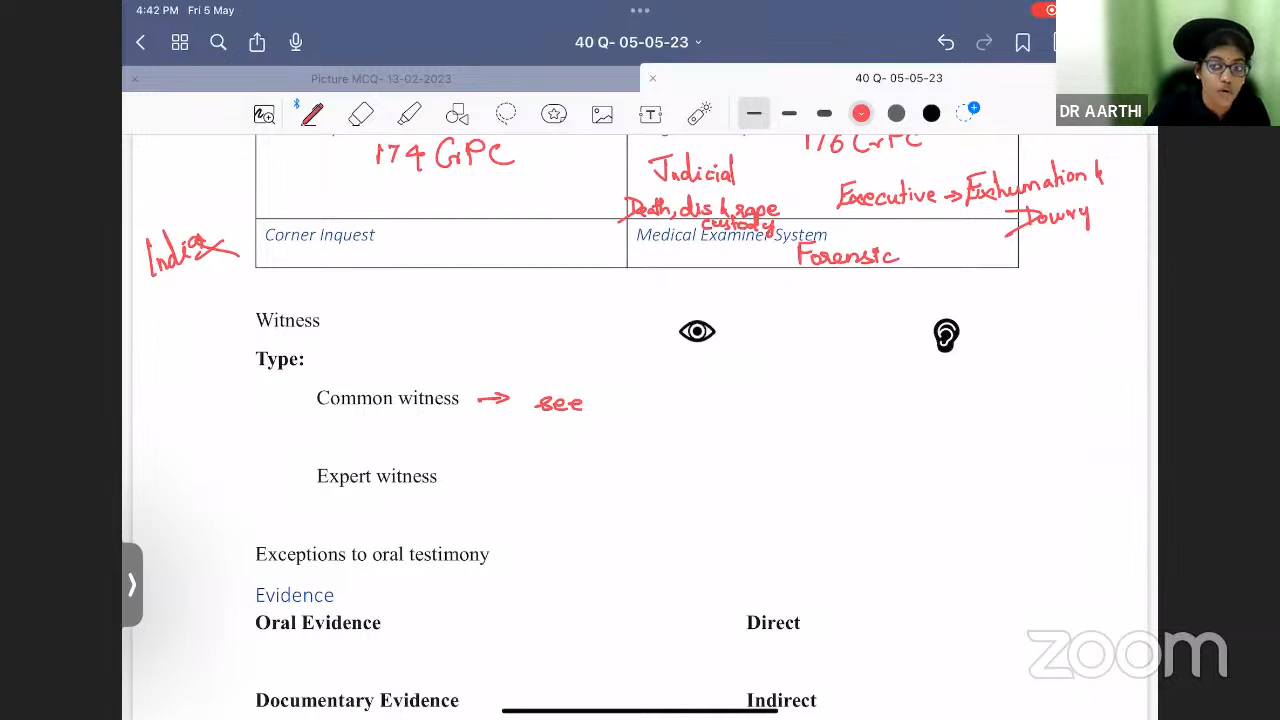 4:42 PM Fri 5 May
40 Q- 05-05-23
Picture MCQ- 13-02-2023
40 Q- 05-05-23
DR AARTHI
174 CrPC
176 CrPC
Judicial
Executive → Exhumation &
Dowry
Death, dis & rape
custody
India
Corner Inquest
Medical Examiner System
Forensic
Witness
Type:
Common witness → see
Expert witness
Exceptions to oral testimony
Evidence
Oral Evidence Direct
Documentary Evidence Indirect
zoom